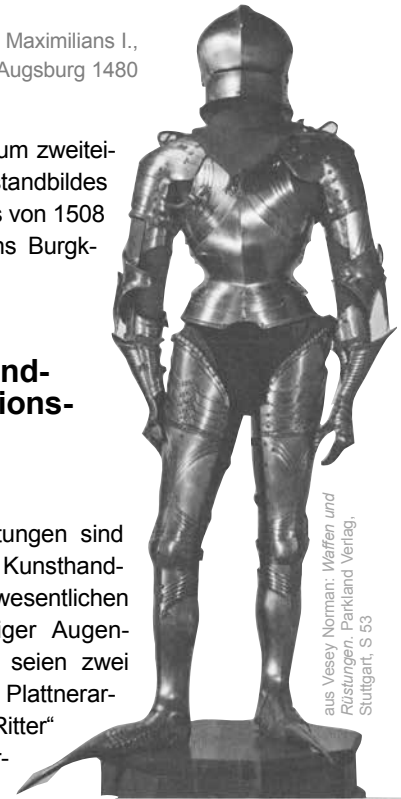 Maximilians I.,
Augsburg 1480
um zweitei-
standbildes
s von 1508
ns Burgk-
nd-
ions-
tungen sind
Kunsthand-
wesentlichen
iger Augen-
seien zwei
Plattnerar-
Ritter“
r-
aus Vesey Norman: Waffen und
Rüstungen. Parkland Verlag,
Stuttgart, S 53